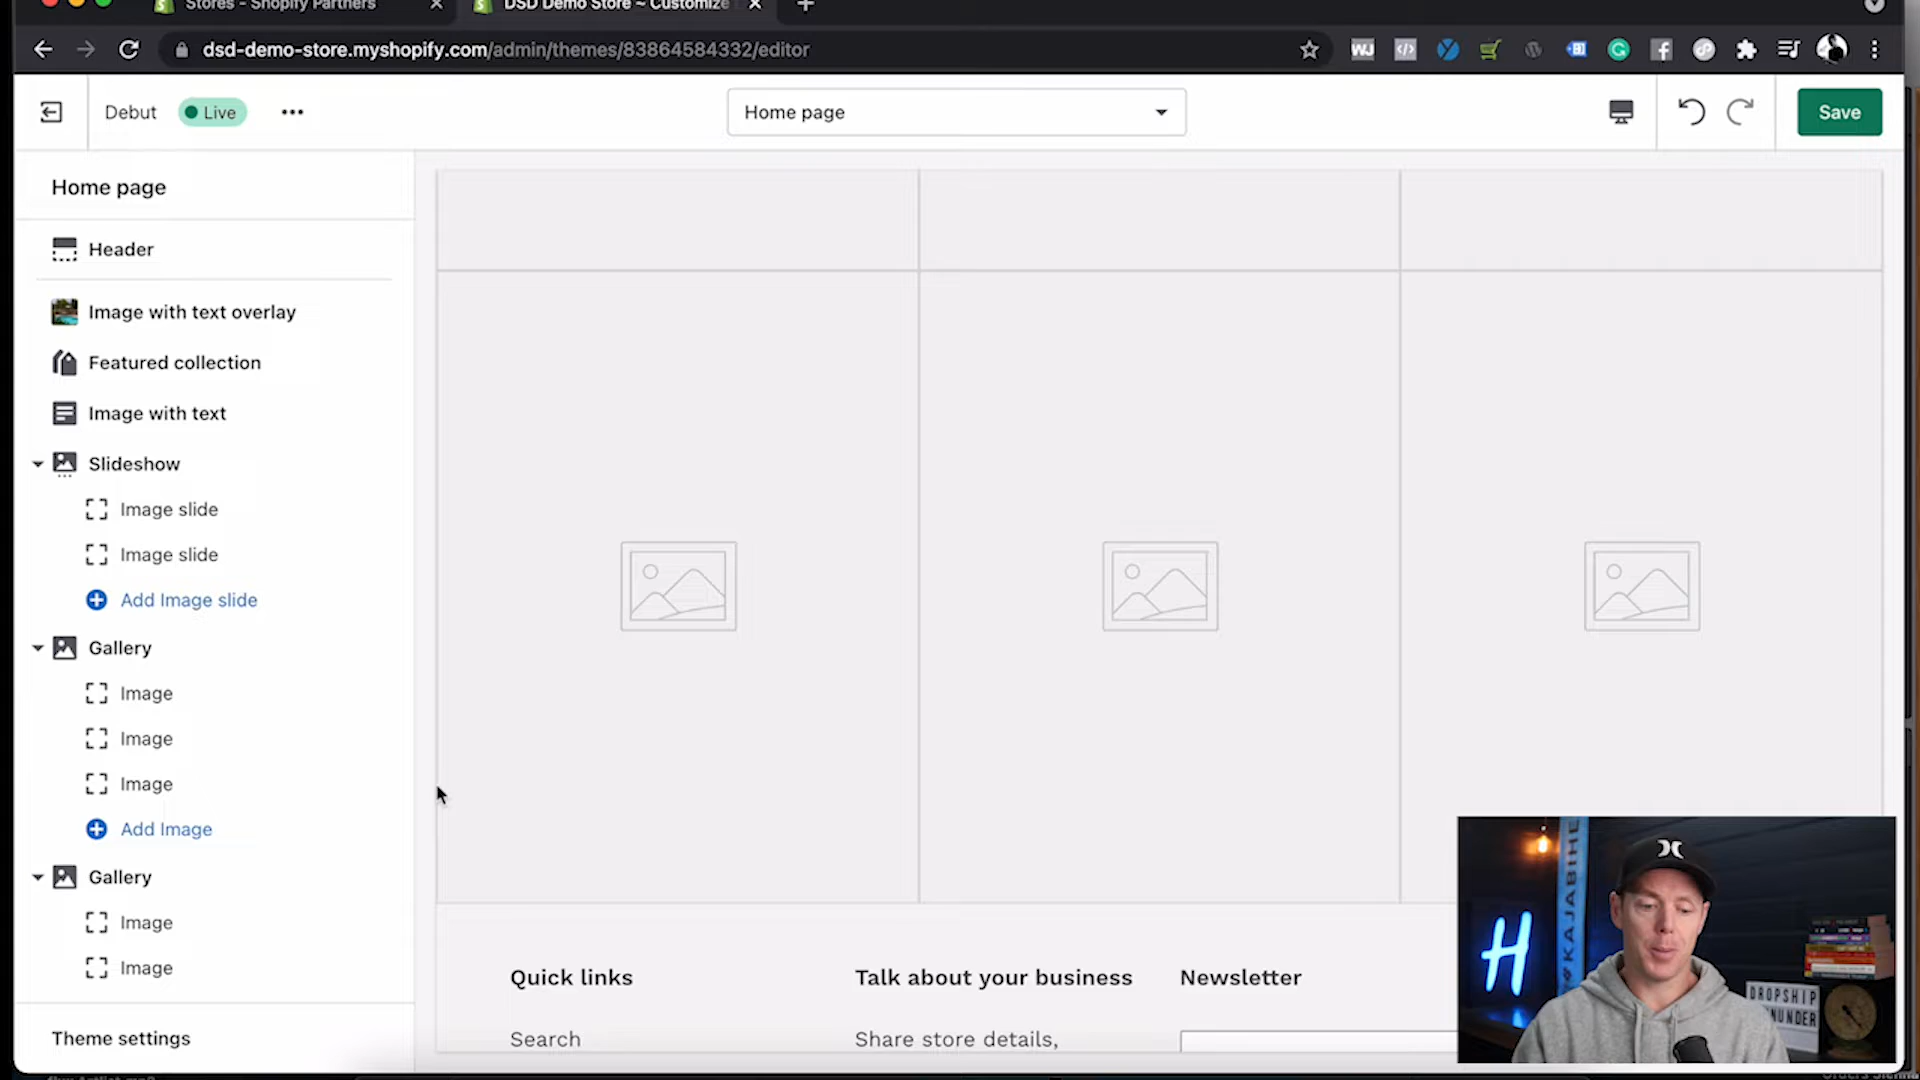 Stores - Shopify Partners
DSD Demo Store ~ Customize
dsd-demo-store.myshopify.com/admin/themes/83864584332/editor
Debut
Live
Home page
Save
Home page
Header
Image with text overlay
Featured collection
Image with text
Slideshow
Image slide
Image slide
Add Image slide
Gallery
Image
Image
Image
Add Image
Gallery
Image
Image
Theme settings
Quick links
Talk about your business
Newsletter
Search
Share store details,
H
#KAJABIHE
DROPSHIP